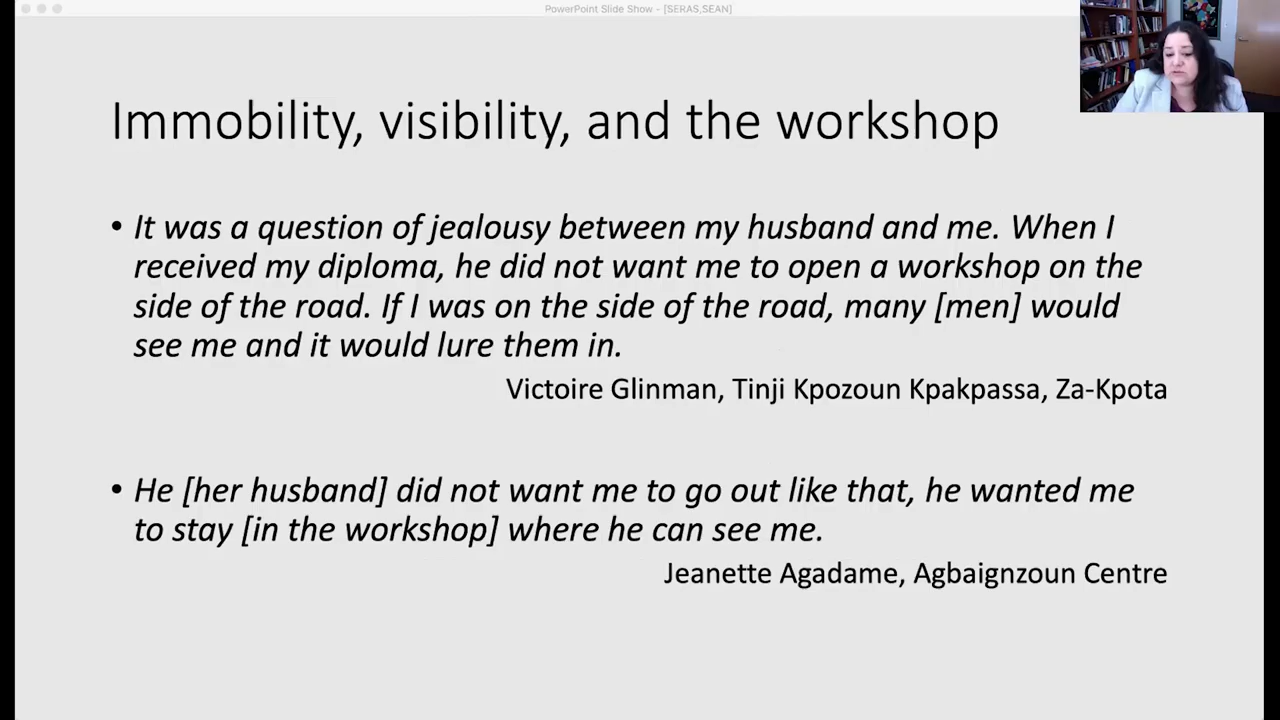 PowerPoint Slide Show - [SERAS,SEAN]
Immobility, visibility, and the workshop
• It was a question of jealousy between my husband and me. When I
received my diploma, he did not want me to open a workshop on the
side of the road. If I was on the side of the road, many [men] would
see me and it would lure them in.
Victoire Glinman, Tinji Kpozoun Kpakpassa, Za-Kpota
• He [her husband] did not want me to go out like that, he wanted me
to stay [in the workshop] where he can see me.
Jeanette Agadame, Agbaignzoun Centre